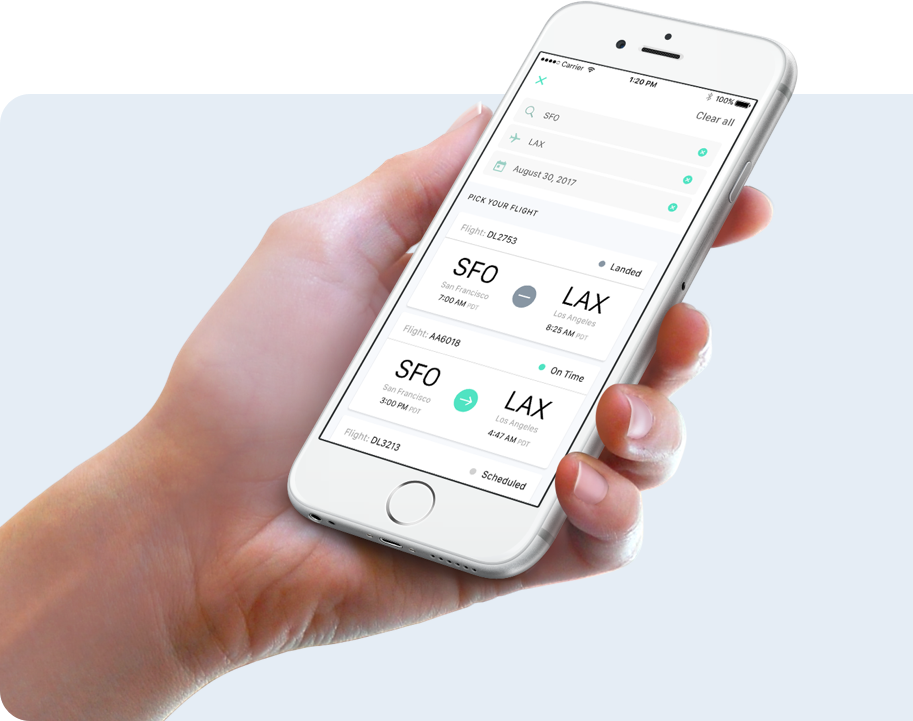 Carrier 1:20 PM 100%
Clear all
SFO
LAX
August 30, 2017
PICK YOUR FLIGHT
Flight: DL2753 Landed
SFO LAX
San Francisco Los Angeles
7:00 AM PDT 8:25 AM PDT
Flight: AA6018 On Time
SFO LAX
San Francisco Los Angeles
3:00 PM PDT 4:47 AM PDT
Flight: DL3213 Scheduled